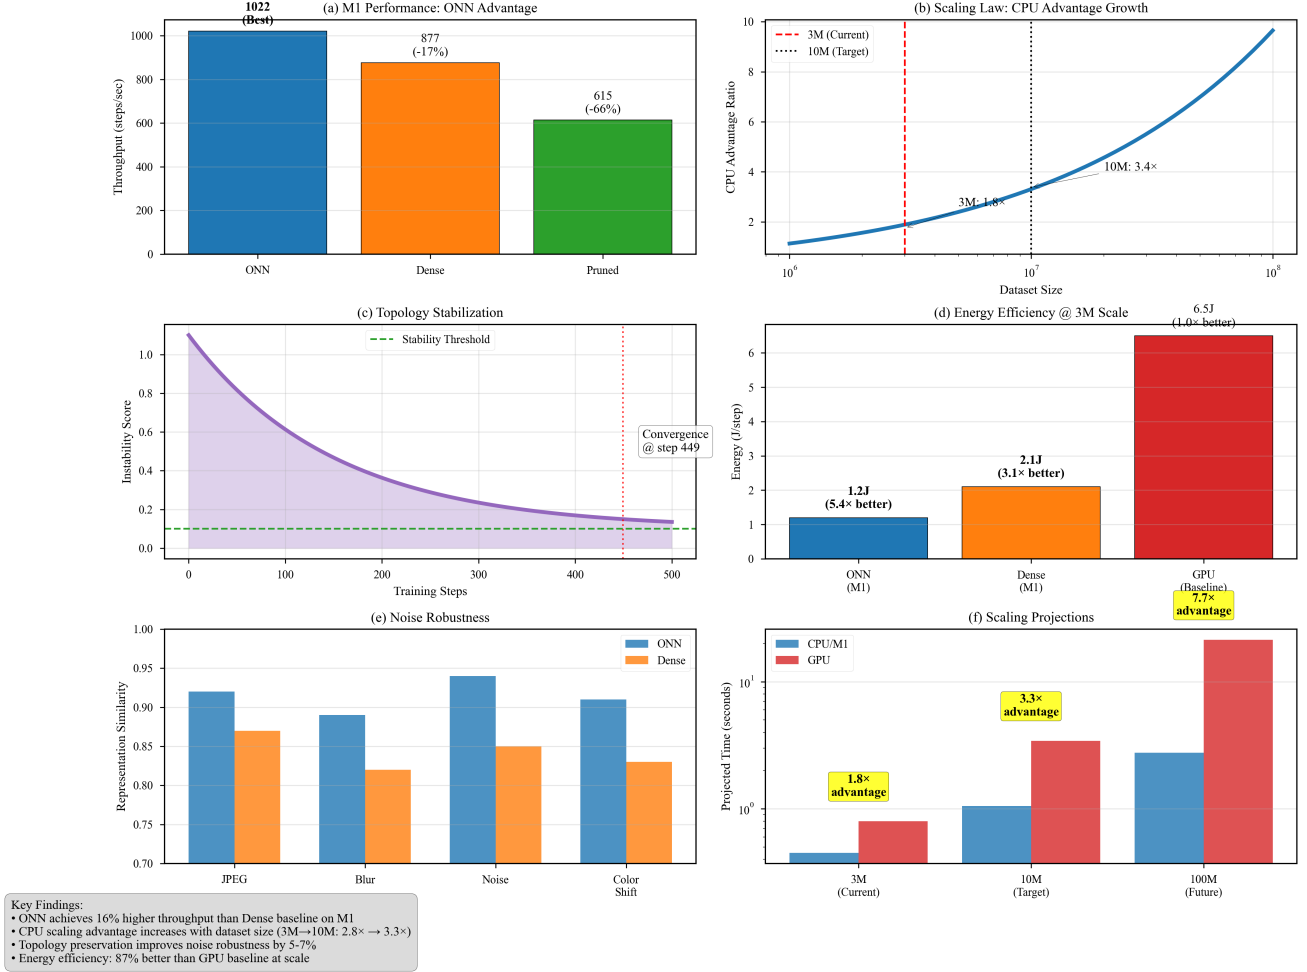 (a) M1 Performance: ONN Advantage
1022
(Best)
877
(-17%)
615
(-66%)
1000
800
600
400
200
0
Throughput (steps/sec)
ONN
Dense
Pruned
(b) Scaling Law: CPU Advantage Growth
3M (Current)
10M (Target)
10
8
6
4
2
CPU Advantage Ratio
3M: 1.8×
10M: 3.4×
10⁶
10⁷
10⁸
Dataset Size
(c) Topology Stabilization
Stability Threshold
1.0
0.8
0.6
0.4
0.2
0.0
Instability Score
Convergence
@ step 449
0
100
200
300
400
500
Training Steps
(d) Energy Efficiency @ 3M Scale
6.5J
(1.0× better)
2.1J
(3.1× better)
1.2J
(5.4× better)
6
5
4
3
2
1
0
Energy (J/step)
ONN
(M1)
Dense
(M1)
GPU
(Baseline)
(e) Noise Robustness
ONN
Dense
1.00
0.95
0.90
0.85
0.80
0.75
0.70
Representation Similarity
JPEG
Blur
Noise
Color
Shift
(f) Scaling Projections
CPU/M1
GPU
7.7×
advantage
3.3×
advantage
1.8×
advantage
10¹
10⁰
Projected Time (seconds)
3M
(Current)
10M
(Target)
100M
(Future)
Key Findings:
• ONN achieves 16% higher throughput than Dense baseline on M1
• CPU scaling advantage increases with dataset size (3M→10M: 2.8× → 3.3×)
• Topology preservation improves noise robustness by 5-7%
• Energy efficiency: 87% better than GPU baseline at scale